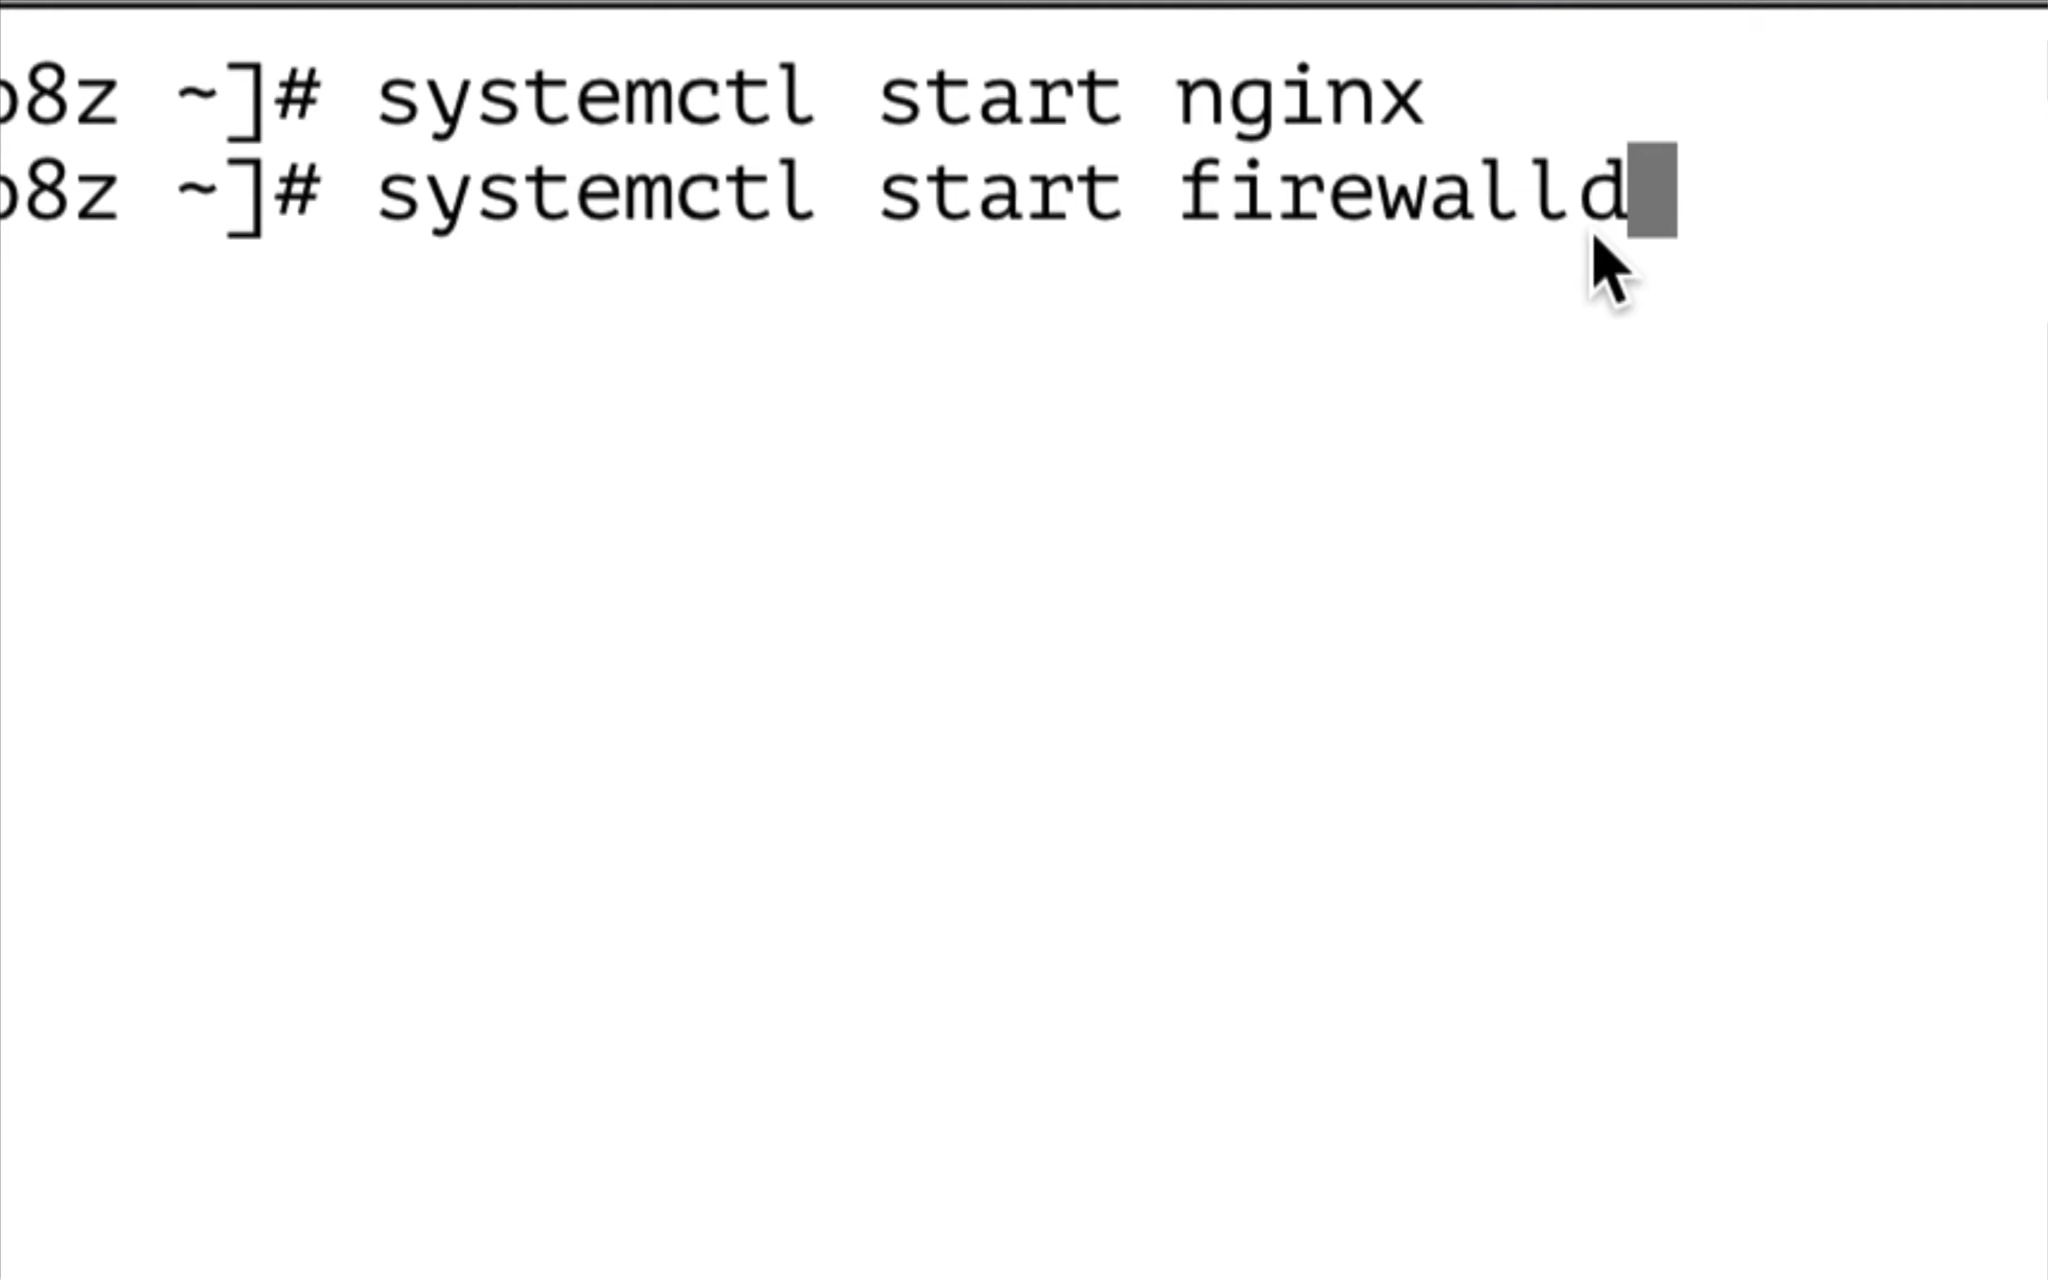 o8z ~]# systemctl start nginx
o8z ~]# systemctl start firewalld